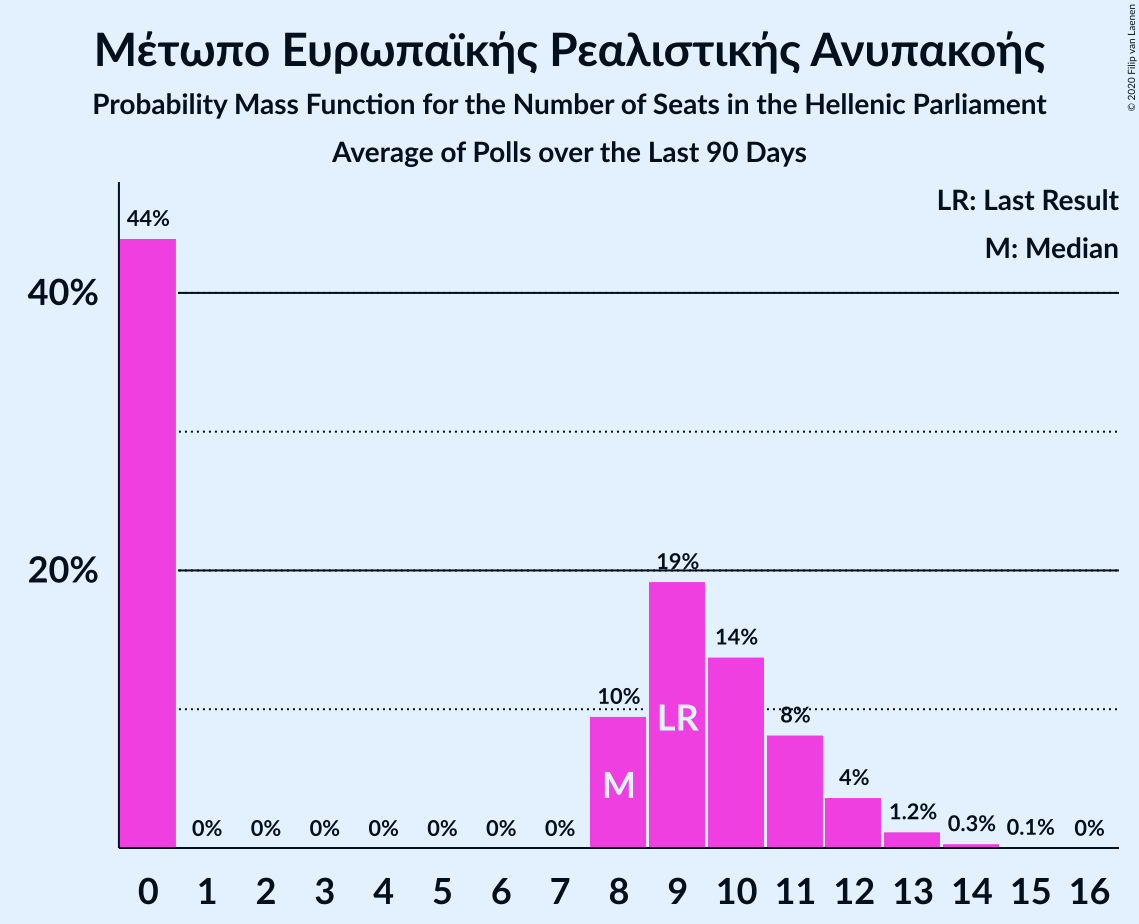 Μέτωπο Ευρωπαϊκής Ρεαλιστικής Ανυπακοής
Probability Mass Function for the Number of Seats in the Hellenic Parliament
Average of Polls over the Last 90 Days
© 2020 Filip van Laenen
LR: Last Result
M: Median
44%
40%
20%
19%
14%
10%
8%
LR
M
4%
1.2%
0.3%
0.1%
0%
0% 0% 0% 0% 0% 0% 0%
0 1 2 3 4 5 6 7 8 9 10 11 12 13 14 15 16